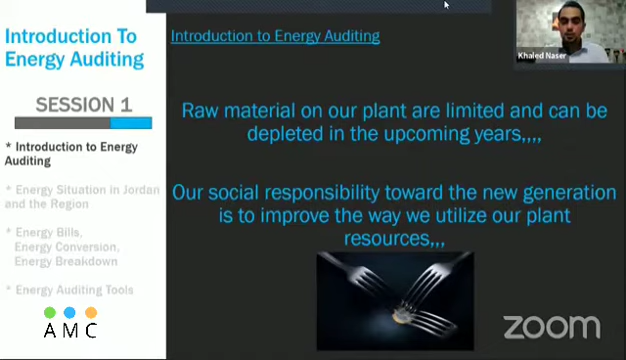 Introduction To
Energy Auditing
SESSION 1
* Introduction to Energy
Auditing
* Energy Situation in Jordan
and the Region
* Energy Bills,
Energy Conversion,
Energy Breakdown
* Energy Auditing Tools
AMC
Introduction to Energy Auditing
Raw material on our plant are limited and can be
depleted in the upcoming years,,,,
Our social responsibility toward the new generation
is to improve the way we utilize our plant
resources,,,
Khaled Naser
zoom